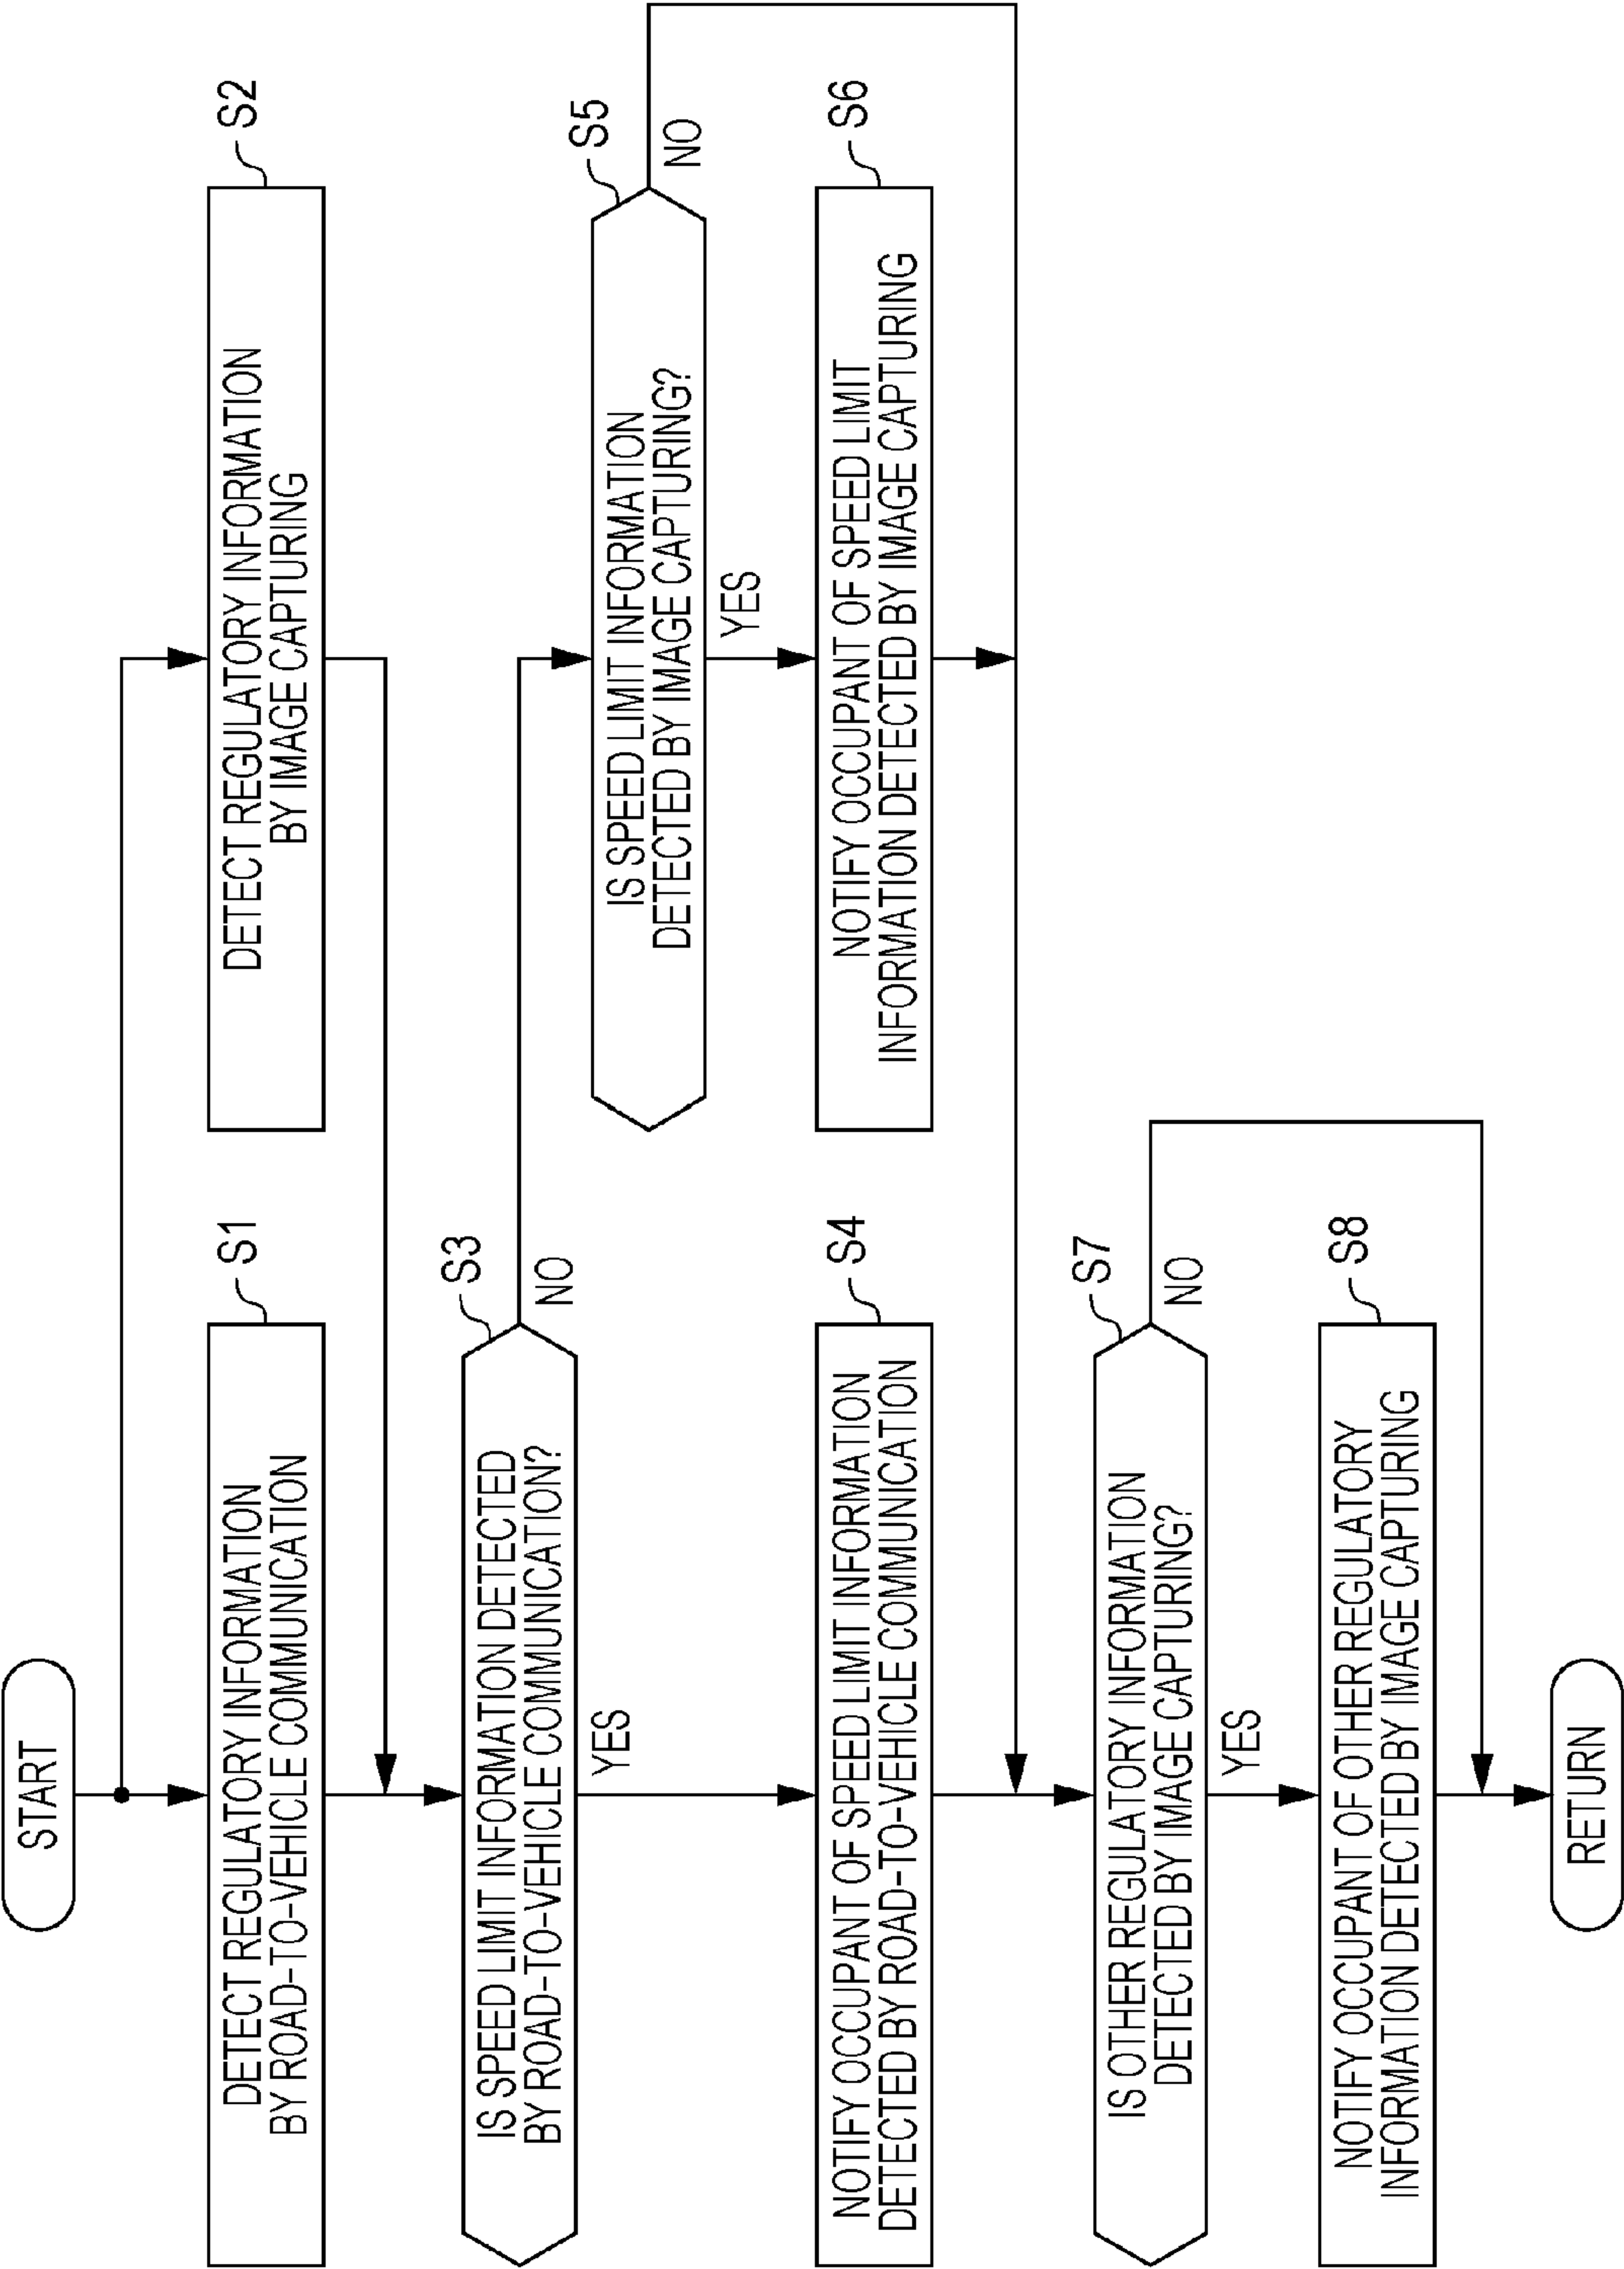 START
S1
DETECT REGULATORY INFORMATION
BY ROAD-TO-VEHICLE COMMUNICATION
S2
DETECT REGULATORY INFORMATION
BY IMAGE CAPTURING
S3
IS SPEED LIMIT INFORMATION DETECTED
BY ROAD-TO-VEHICLE COMMUNICATION?
NO
YES
S5
IS SPEED LIMIT INFORMATION
DETECTED BY IMAGE CAPTURING?
NO
YES
S4
NOTIFY OCCUPANT OF SPEED LIMIT INFORMATION
DETECTED BY ROAD-TO-VEHICLE COMMUNICATION
S6
NOTIFY OCCUPANT OF SPEED LIMIT
INFORMATION DETECTED BY IMAGE CAPTURING
S7
IS OTHER REGULATORY INFORMATION
DETECTED BY IMAGE CAPTURING?
NO
YES
S8
NOTIFY OCCUPANT OF OTHER REGULATORY
INFORMATION DETECTED BY IMAGE CAPTURING
RETURN